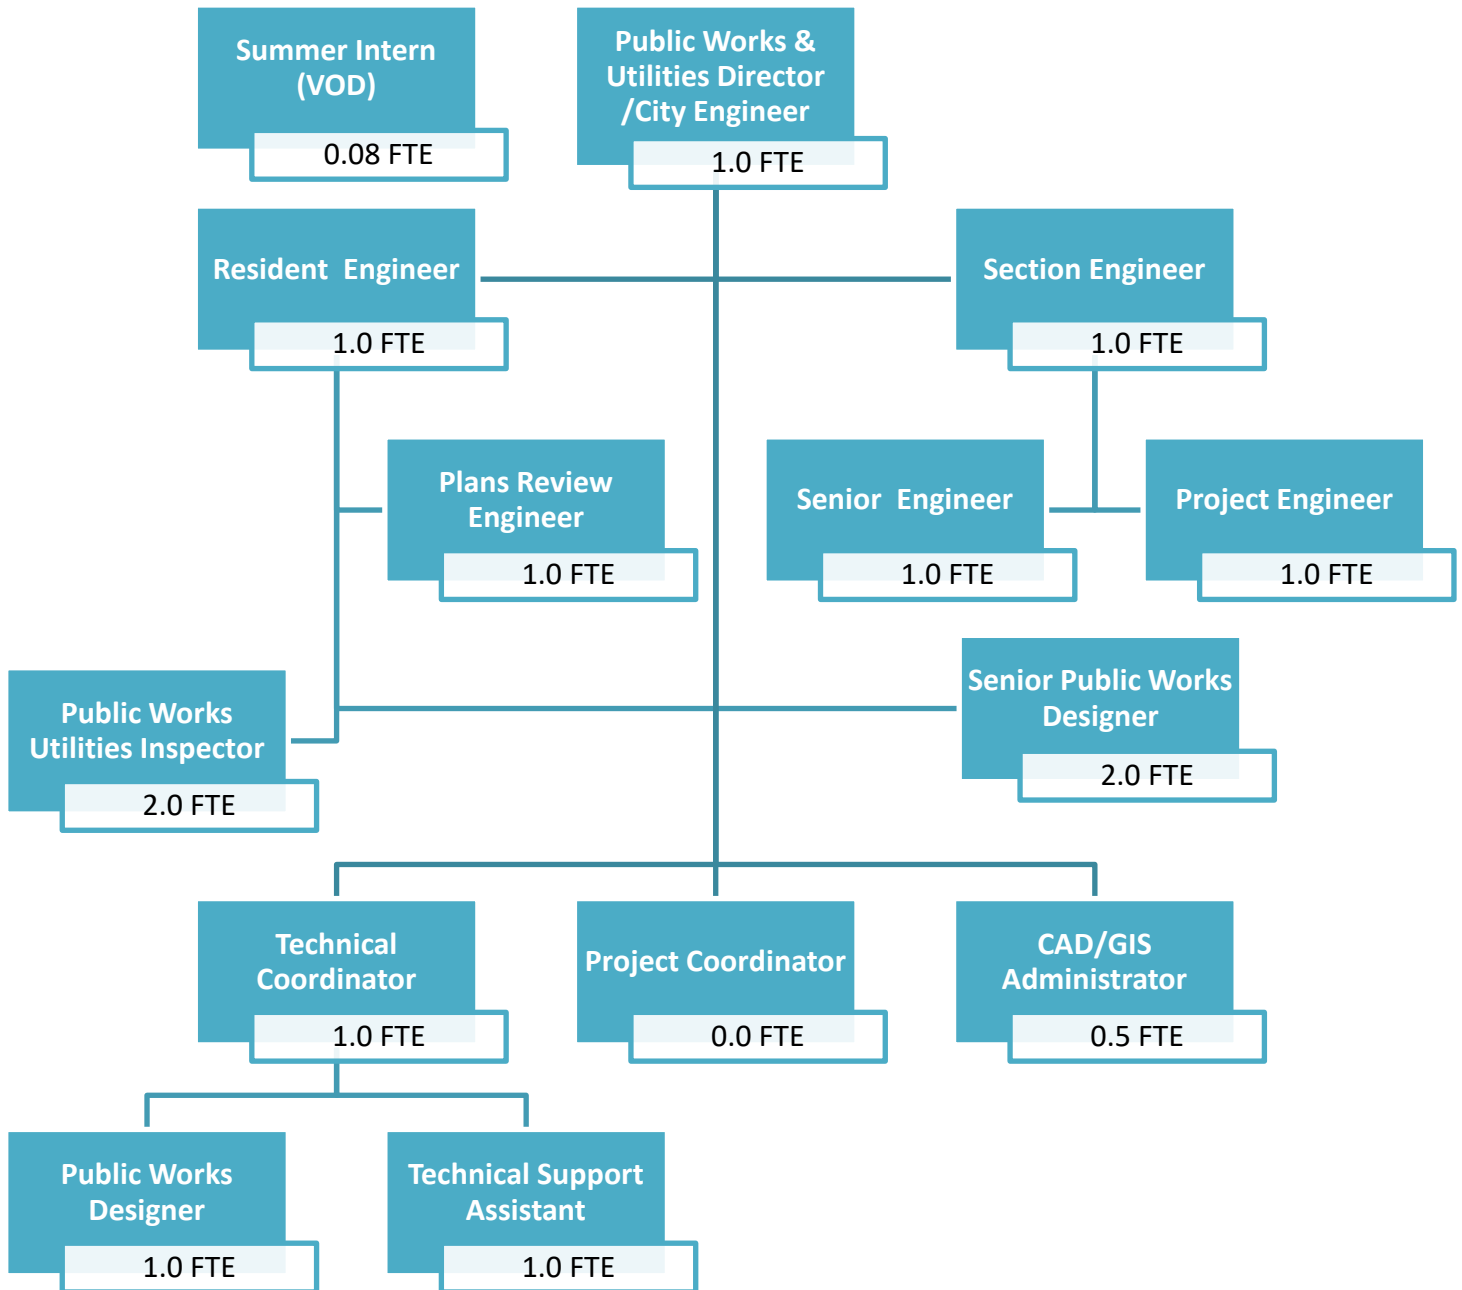 Summer Intern
(VOD)
0.08 FTE
Public Works &
Utilities Director
/City Engineer
1.0 FTE
Resident  Engineer
1.0 FTE
Section Engineer
1.0 FTE
Plans Review
Engineer
1.0 FTE
Senior  Engineer
1.0 FTE
Project Engineer
1.0 FTE
Public Works
Utilities Inspector
2.0 FTE
Senior Public Works
Designer
2.0 FTE
Technical
Coordinator
1.0 FTE
Project Coordinator
0.0 FTE
CAD/GIS
Administrator
0.5 FTE
Public Works
Designer
1.0 FTE
Technical Support
Assistant
1.0 FTE